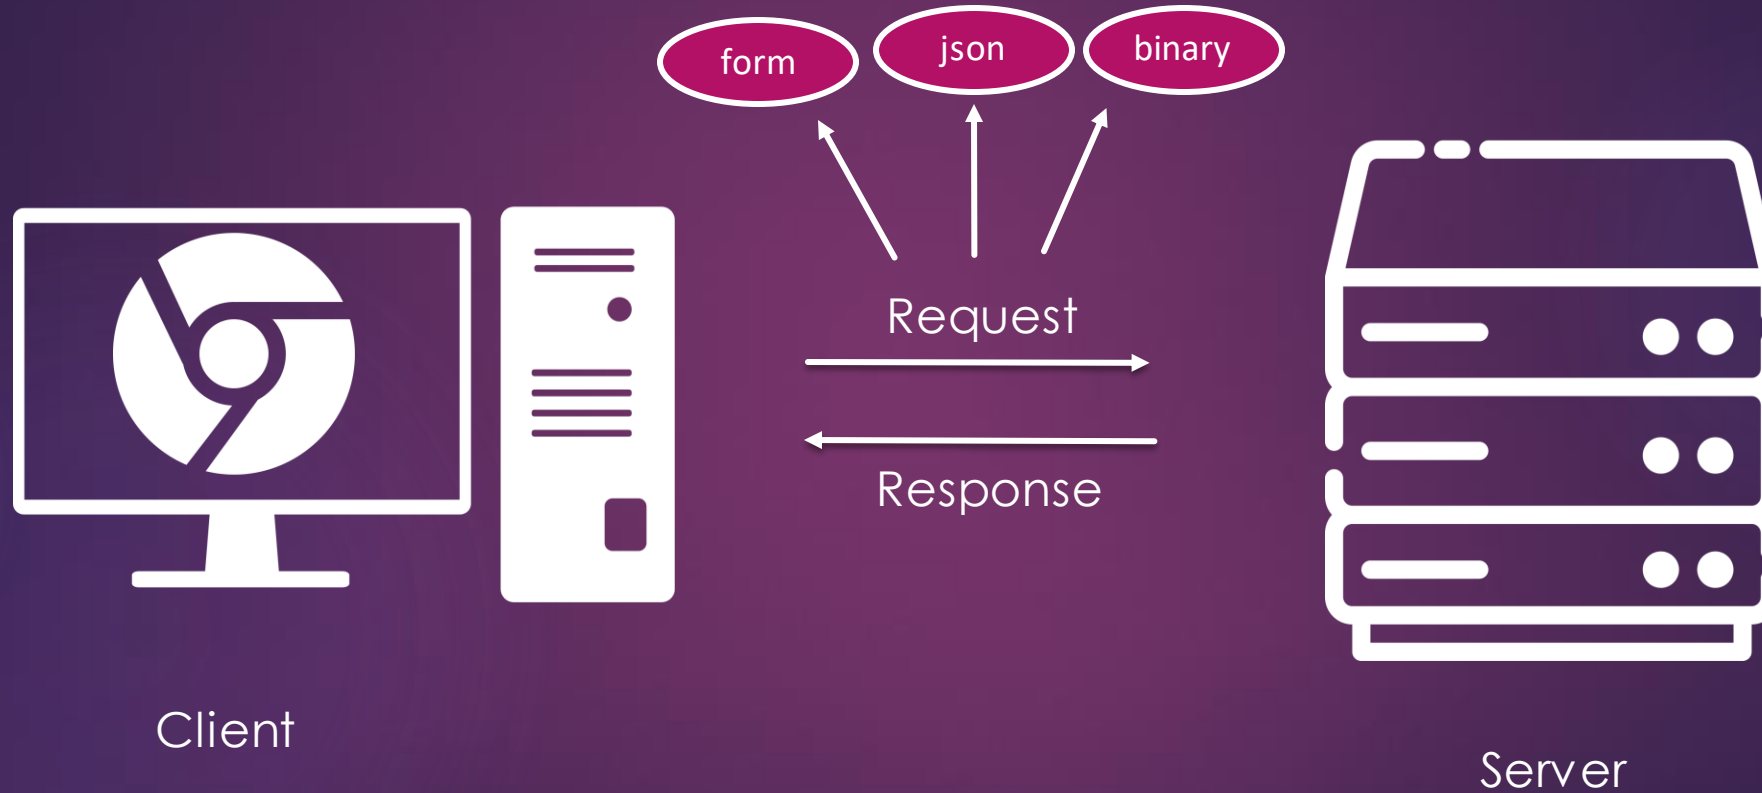 form
json
binary
Request
Response
Client
Server